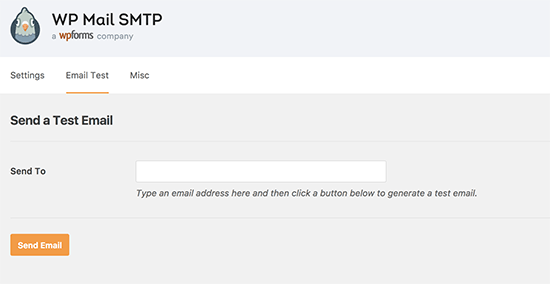 WP Mail SMTP
a wpforms company
Settings Email Test Misc
Send a Test Email
Send To
Type an email address here and then click a button below to generate a test email.
Send Email